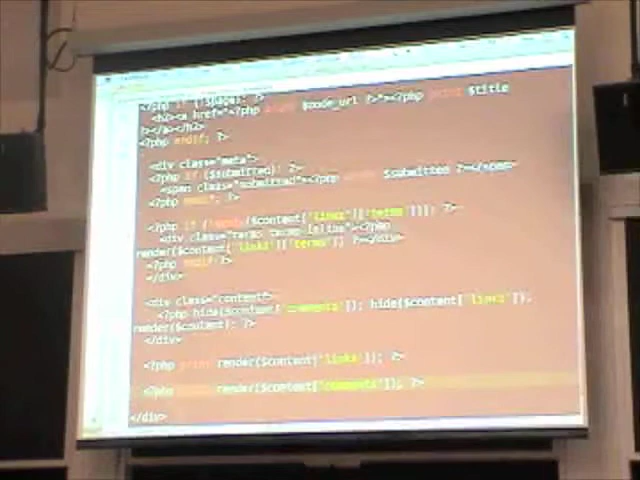 <?php if (!$page): ?>
<h2><a href="<?php print $node_url ?>"><?php print $title
?></a></h2>
<?php endif; ?>
<div class="meta">
<?php if ($submitted): ?>
<span class="submitted"><?php print $submitted ?></span>
<?php endif; ?>
<?php if (!empty($content['links']['terms'])): ?>
<div class="terms terms-inline"><?php
render($content['links']['terms']) ?></div>
<?php endif ?>
</div>
<div class="content">
<?php hide($content['comments']); hide($content['links']);
render($content); ?>
</div>
<?php print render($content['links']); ?>
<?php print render($content['comments']); ?>
</div>